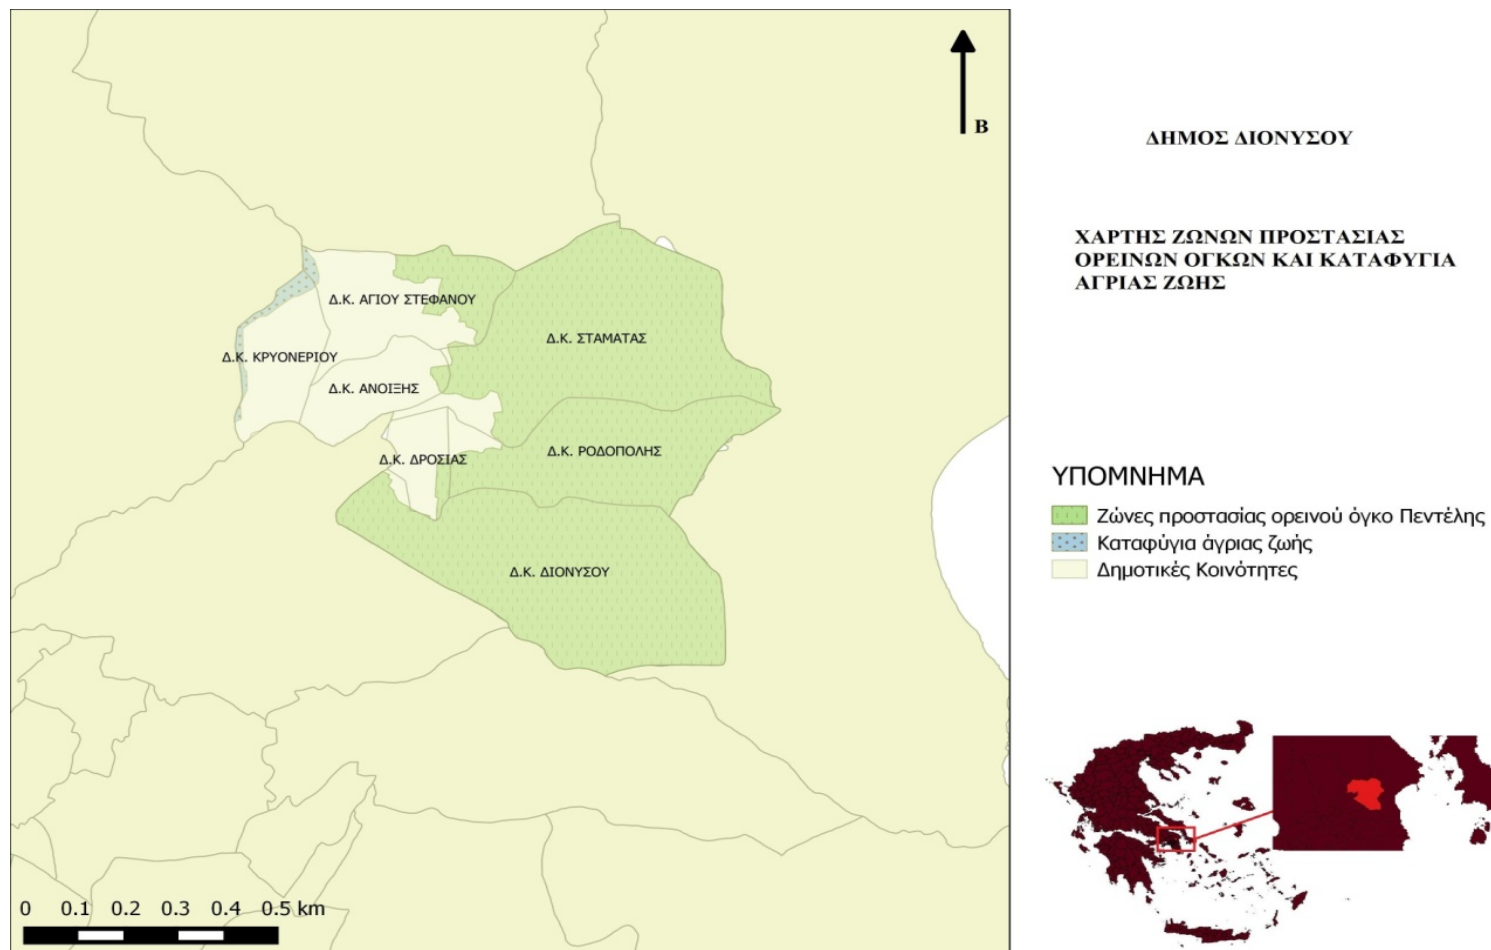 Β
ΔΗΜΟΣ ΔΙΟΝΥΣΟΥ
ΧΑΡΤΗΣ ΖΩΝΩΝ ΠΡΟΣΤΑΣΙΑΣ
ΟΡΕΙΝΩΝ ΟΓΚΩΝ ΚΑΙ ΚΑΤΑΦΥΓΙΑ
ΑΓΡΙΑΣ ΖΩΗΣ
Δ.Κ. ΑΓΙΟΥ ΣΤΕΦΑΝΟΥ
Δ.Κ. ΣΤΑΜΑΤΑΣ
Δ.Κ. ΚΡΥΟΝΕΡΙΟΥ
Δ.Κ. ΑΝΟΙΞΗΣ
Δ.Κ. ΡΟΔΟΠΟΛΗΣ
Δ.Κ. ΔΡΟΣΙΑΣ
Δ.Κ. ΔΙΟΝΥΣΟΥ
ΥΠΟΜΝΗΜΑ
Ζώνες προστασίας ορεινού όγκο Πεντέλης
Καταφύγια άγριας ζωής
Δημοτικές Κοινότητες
0 0.1 0.2 0.3 0.4 0.5 km